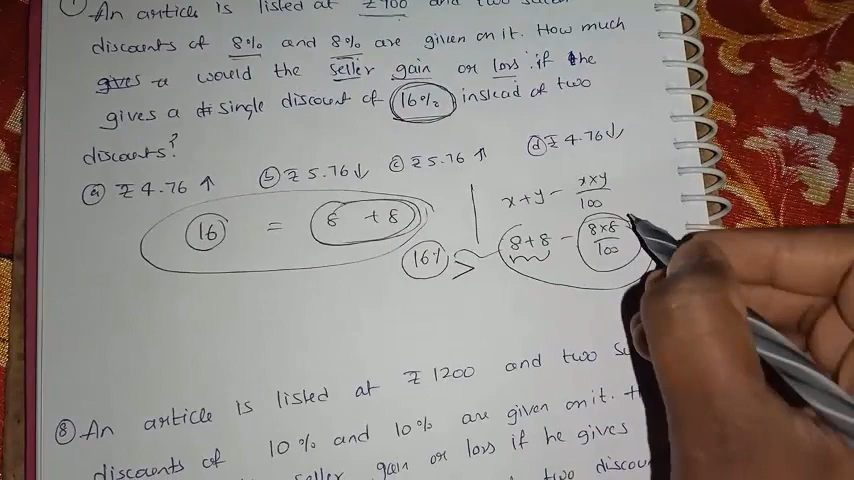 ⑦ An article is listed at ₹900 and two
discounts of 8% and 8% are given on it. How much
would the seller gain or loss if the
gives a single discount of 16% instead of two
discounts?
ⓐ ₹ 4.76 ↑ ⓑ ₹ 5.76 ↓ ⓒ ₹ 5.76 ↑ ⓓ ₹ 4.76 ↓
16 = 8 + 8
x + y - x×y/100
16% > 8+8 - 8×8/100
⑧ An article is listed at ₹ 1200 and two
discounts of 10% and 10% are given on it.
seller gain or loss if he gives
two